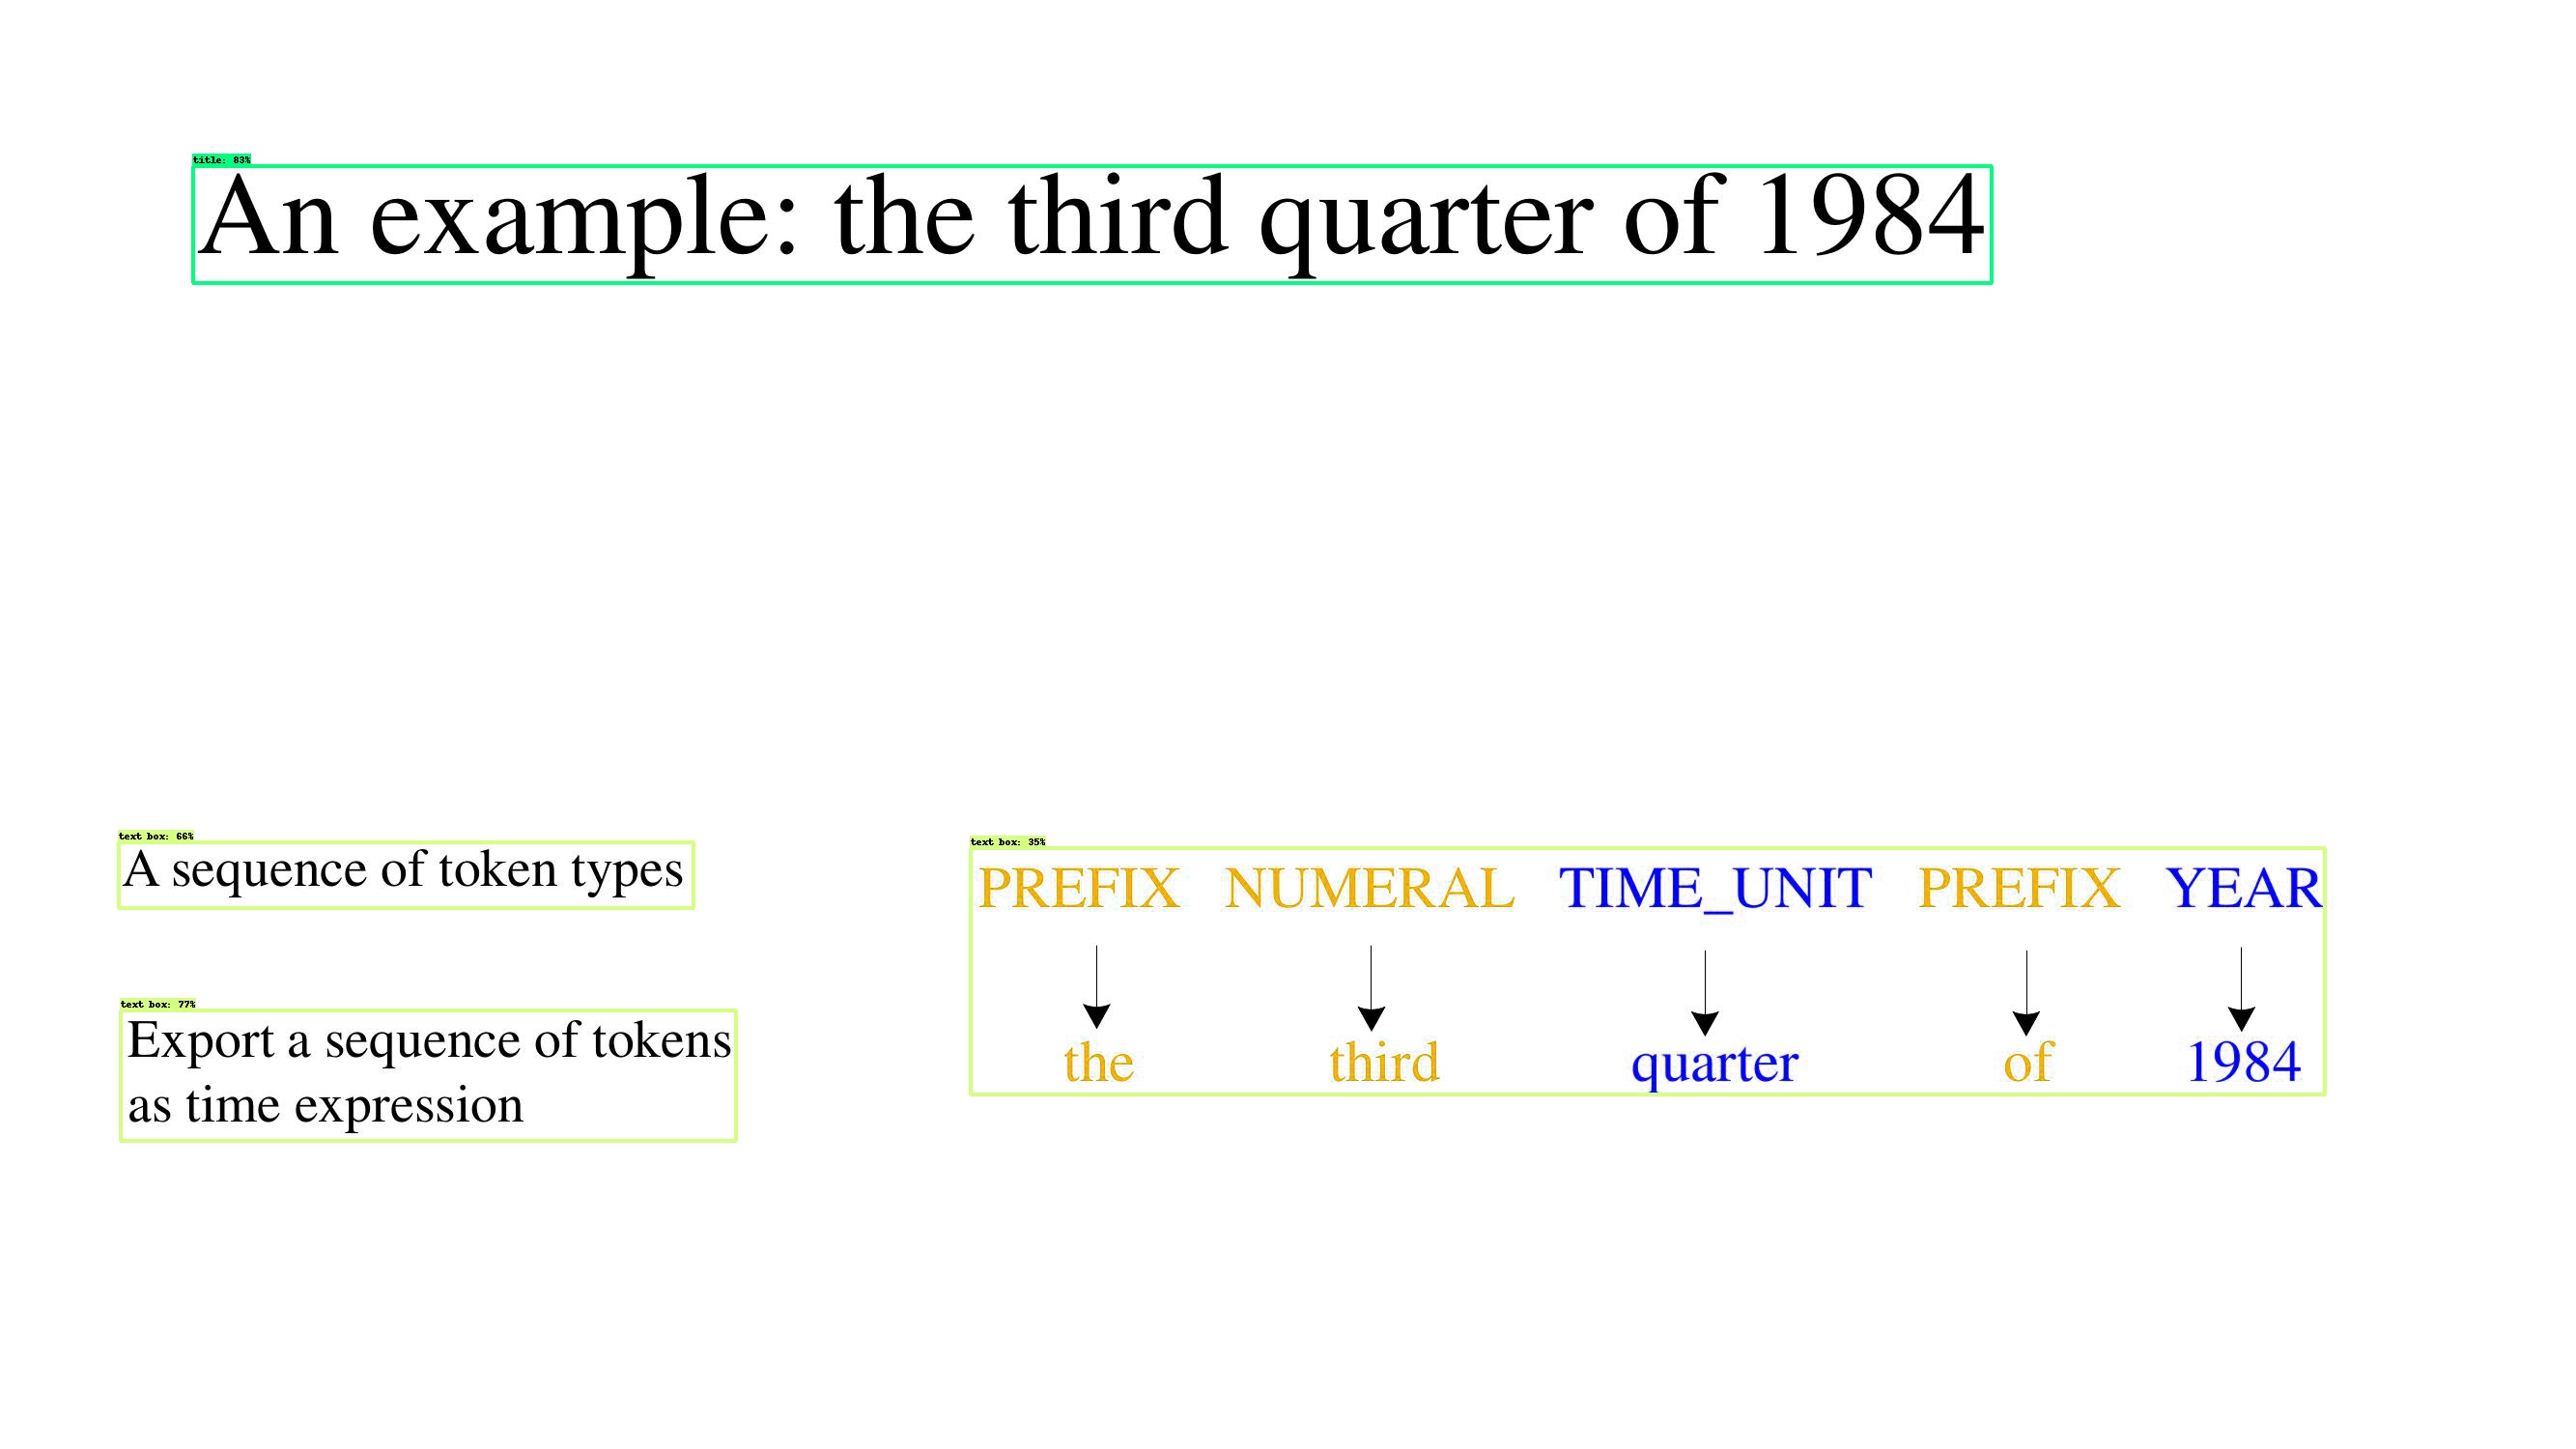 title: 83%
An example: the third quarter of 1984
text box: 66%
A sequence of token types
text box: 35%
PREFIX NUMERAL TIME_UNIT PREFIX YEAR
the third quarter of 1984
text box: 77%
Export a sequence of tokens
as time expression